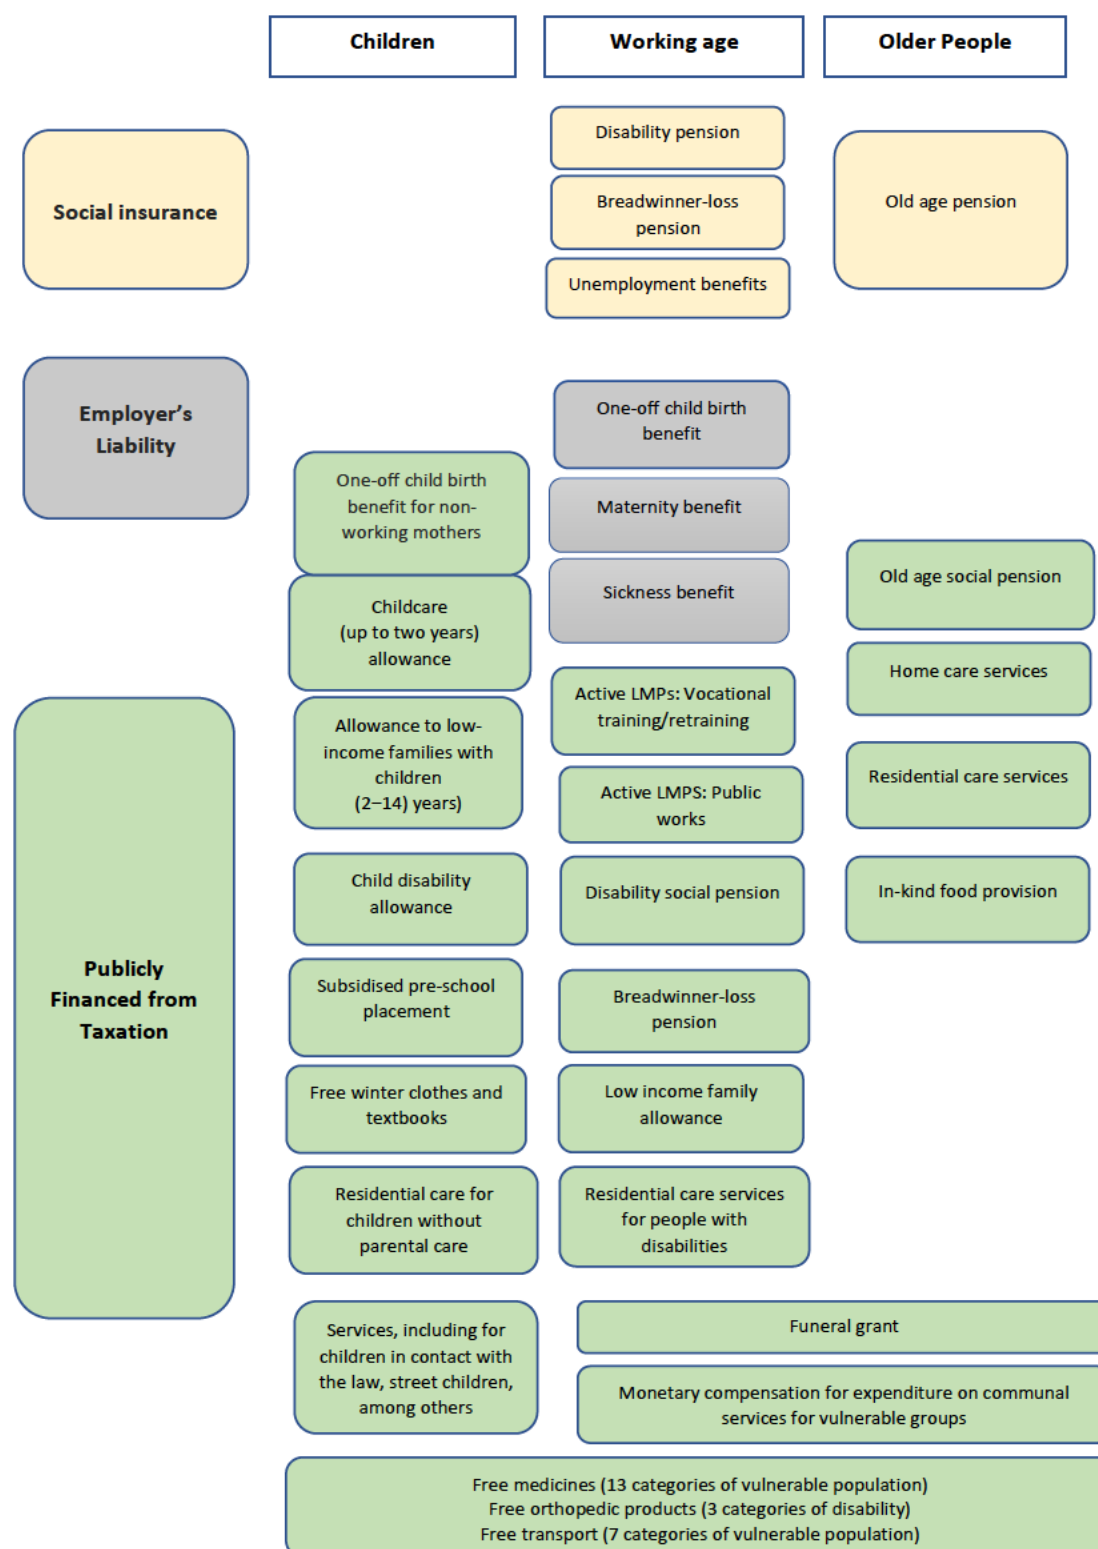 Children
Working age
Older People
Social insurance
Disability pension
Breadwinner-loss
pension
Unemployment benefits
Old age pension
Employer's
Liability
One-off child birth
benefit
Maternity benefit
Sickness benefit
One-off child birth
benefit for non-
working mothers
Childcare
(up to two years)
allowance
Allowance to low-
income families with
children
(2–14) years)
Child disability
allowance
Subsidised pre-school
placement
Free winter clothes and
textbooks
Residential care for
children without
parental care
Services, including for
children in contact with
the law, street children,
among others
Publicly
Financed from
Taxation
Active LMPs: Vocational
training/retraining
Active LMPS: Public
works
Disability social pension
Breadwinner-loss
pension
Low income family
allowance
Residential care services
for people with
disabilities
Old age social pension
Home care services
Residential care services
In-kind food provision
Funeral grant
Monetary compensation for expenditure on communal
services for vulnerable groups
Free medicines (13 categories of vulnerable population)
Free orthopedic products (3 categories of disability)
Free transport (7 categories of vulnerable population)